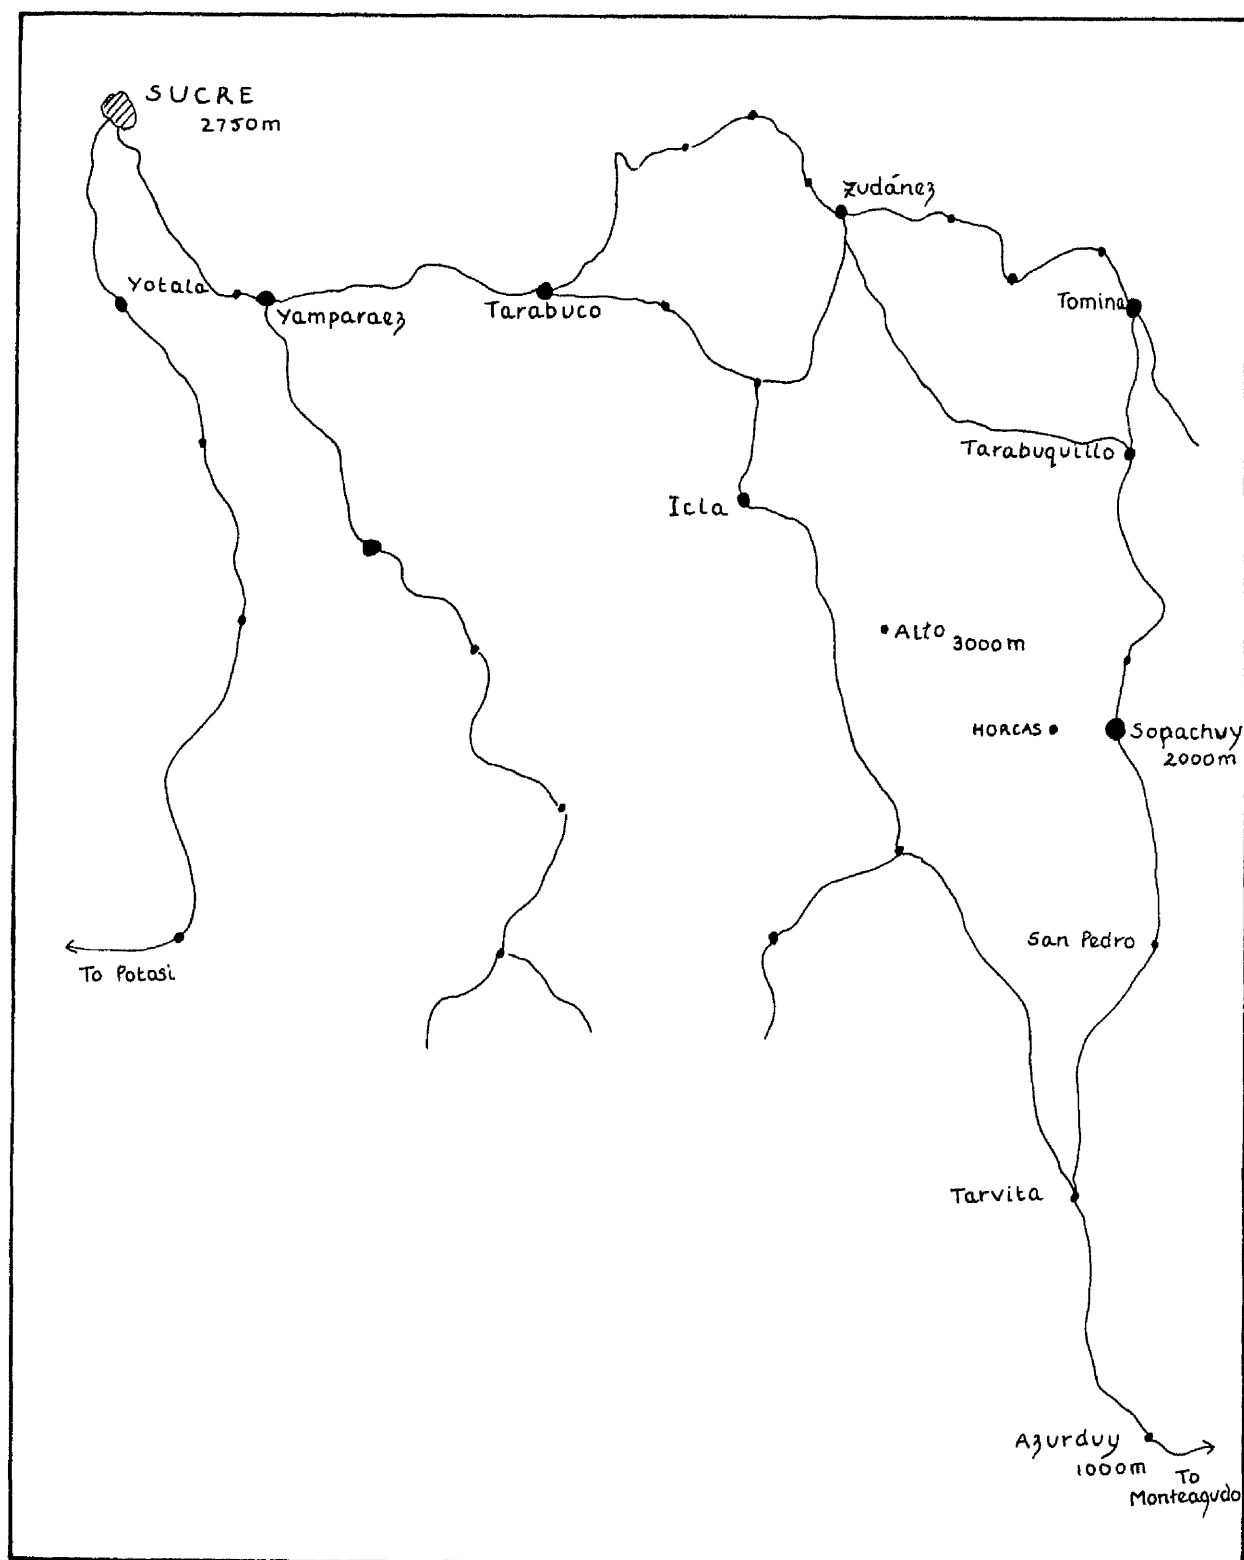 SUCRE
2750m
Zudánez
Yotala
Yamparaez
Tarabuco
Tomina
Tarabuquillo
Icla
Alto 3000m
HORCAS
Sopachuy
2000m
San Pedro
To Potosi
Tarvita
Azurduy
1000m
To
Monteagudo